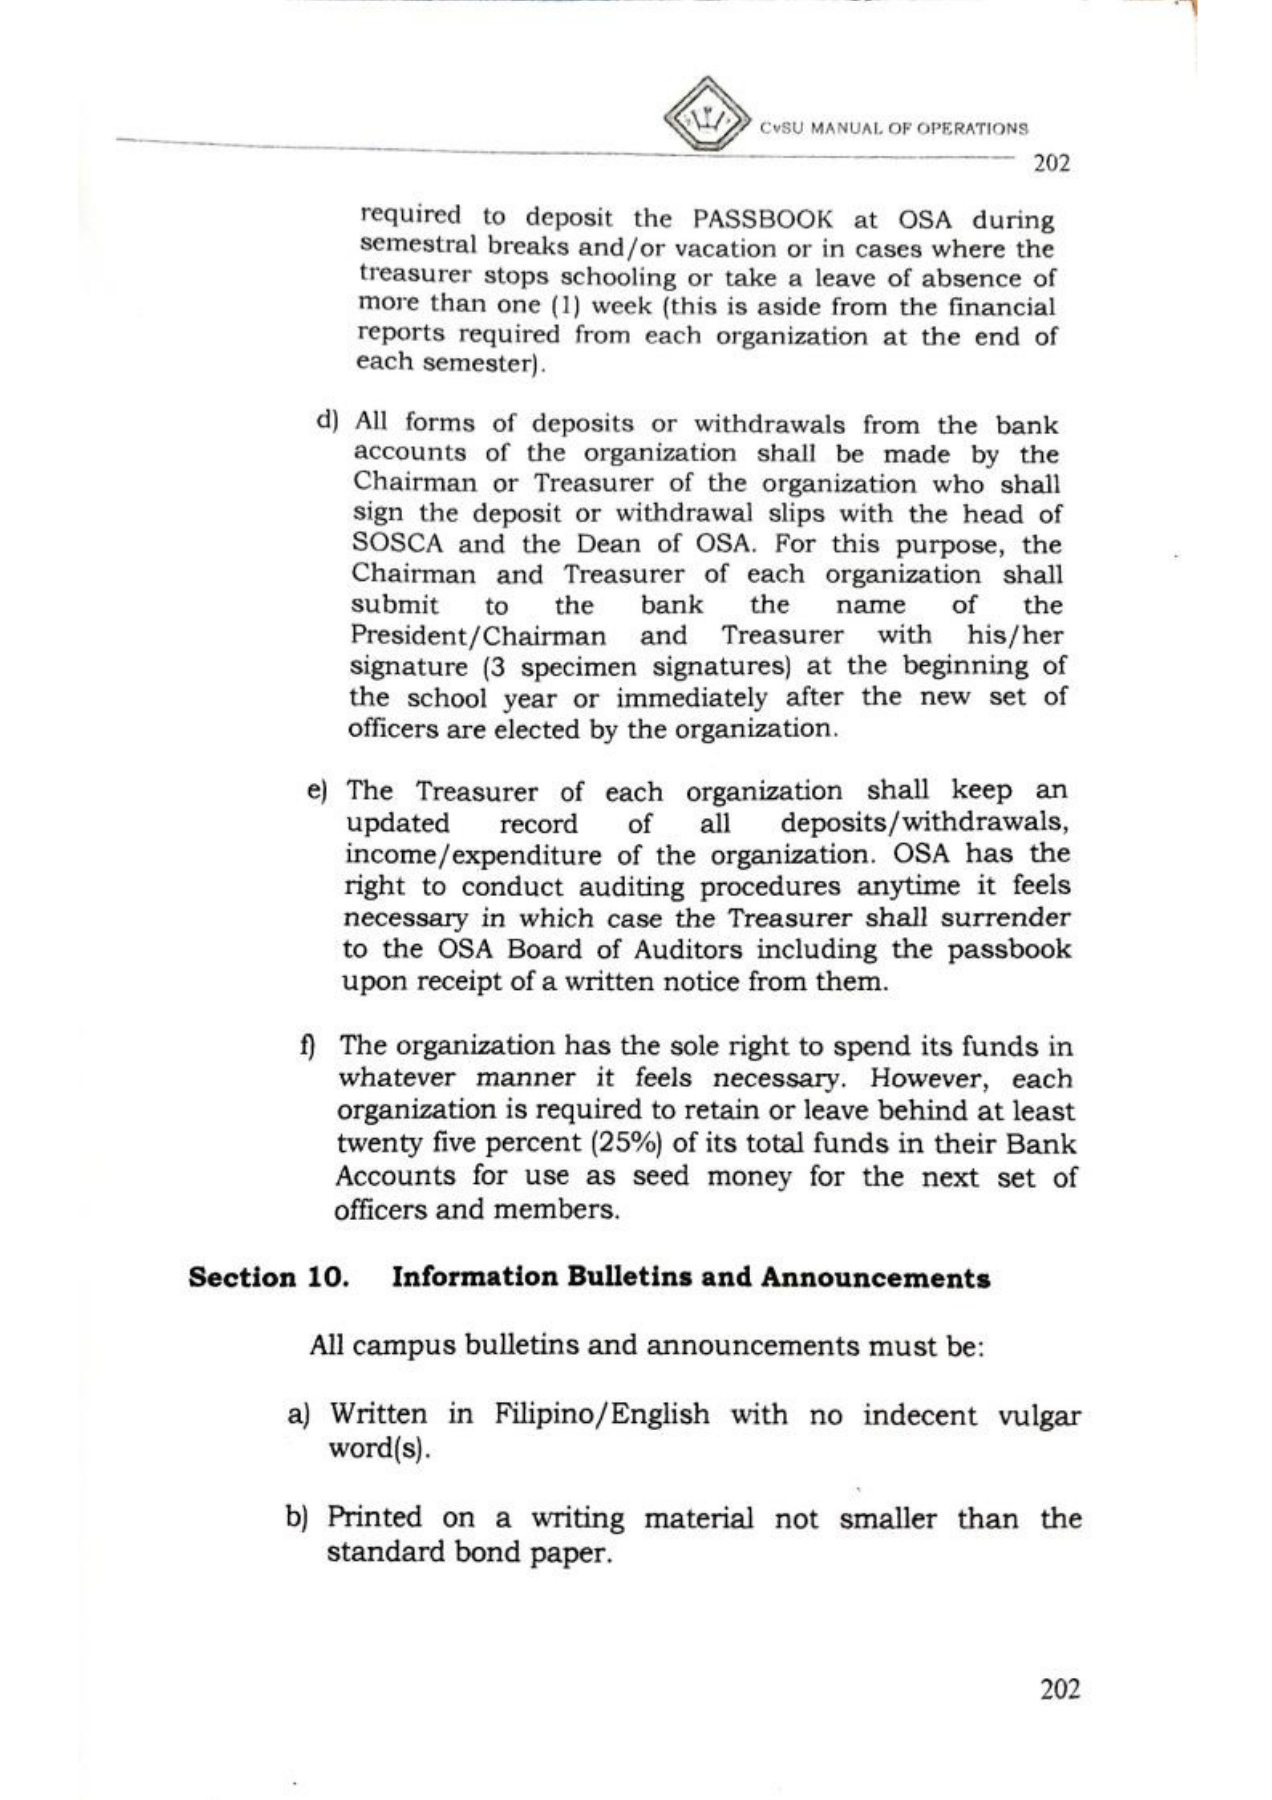 CvSU MANUAL OF OPERATIONS
202
required to deposit the PASSBOOK at OSA during
semestral breaks and/or vacation or in cases where the
treasurer stops schooling or take a leave of absence of
more than one (1) week (this is aside from the financial
reports required from each organization at the end of
each semester).
d) All forms of deposits or withdrawals from the bank
accounts of the organization shall be made by the
Chairman or Treasurer of the organization who shall
sign the deposit or withdrawal slips with the head of
SOSCA and the Dean of OSA. For this purpose, the
Chairman and Treasurer of each organization shall
submit to the bank the name of the
President/Chairman and Treasurer with his/her
signature (3 specimen signatures) at the beginning of
the school year or immediately after the new set of
officers are elected by the organization.
e) The Treasurer of each organization shall keep an
updated record of all deposits/withdrawals,
income/expenditure of the organization. OSA has the
right to conduct auditing procedures anytime it feels
necessary in which case the Treasurer shall surrender
to the OSA Board of Auditors including the passbook
upon receipt of a written notice from them.
f) The organization has the sole right to spend its funds in
whatever manner it feels necessary. However, each
organization is required to retain or leave behind at least
twenty five percent (25%) of its total funds in their Bank
Accounts for use as seed money for the next set of
officers and members.
Section 10. Information Bulletins and Announcements
All campus bulletins and announcements must be:
a) Written in Filipino/English with no indecent vulgar
word(s).
b) Printed on a writing material not smaller than the
standard bond paper.
202